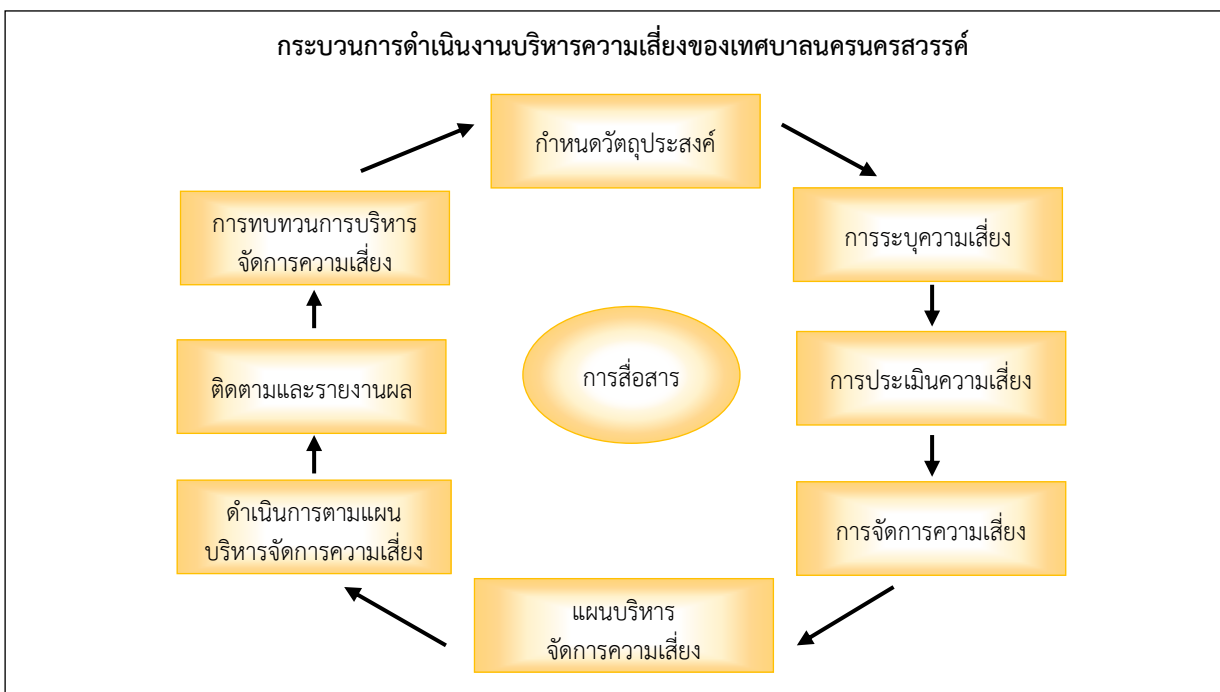 กระบวนการดำเนินงานบริหารความเสี่ยงของเทศบาลนครนครสวรรค์
กำหนดวัตถุประสงค์
การระบุความเสี่ยง
การประเมินความเสี่ยง
การจัดการความเสี่ยง
แผนบริหาร
จัดการความเสี่ยง
ดำเนินการตามแผน
บริหารจัดการความเสี่ยง
ติดตามและรายงานผล
การทบทวนการบริหาร
จัดการความเสี่ยง
การสื่อสาร